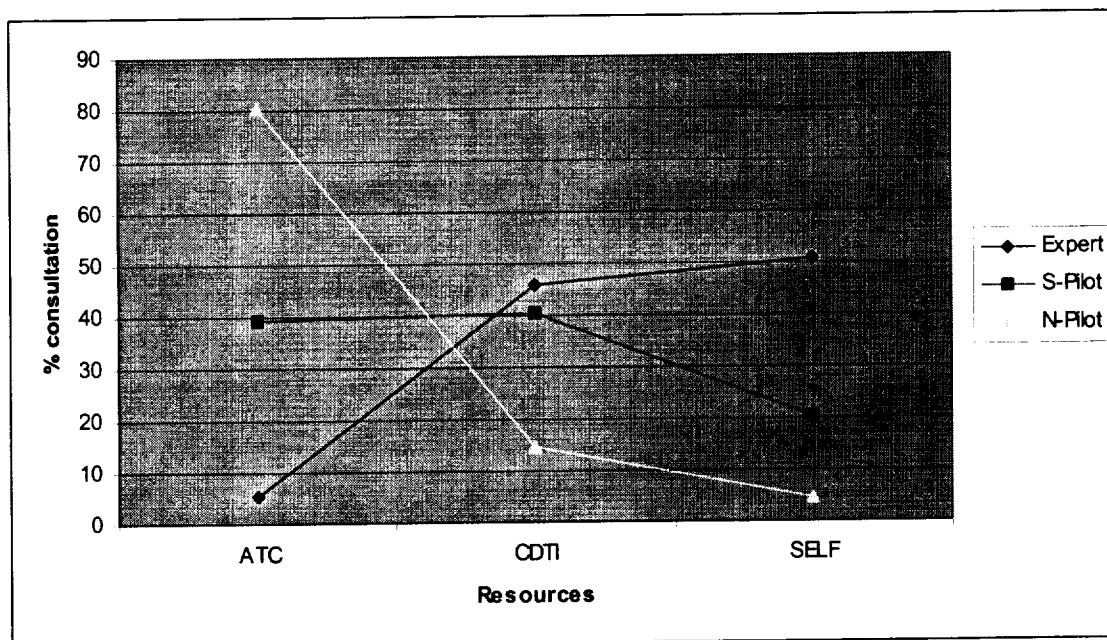 90
80
70
60
50
40
30
20
10
0
% consultation
ATC CDTI SELF
Resources
Expert
S-Pilot
N-Pilot